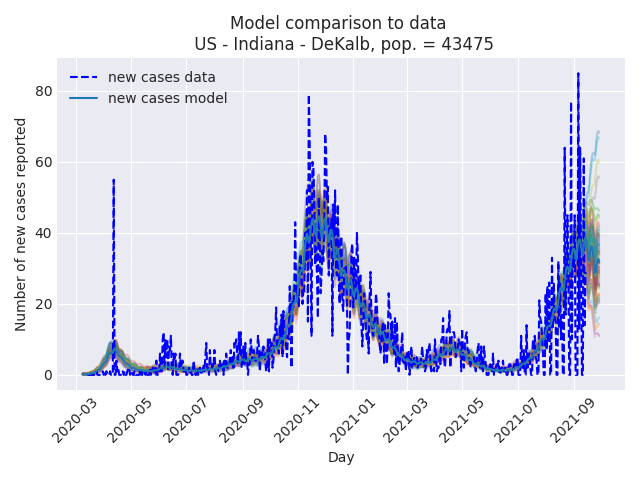 Model comparison to data
US - Indiana - DeKalb, pop. = 43475
new cases data
new cases model
Number of new cases reported
80
60
40
20
0
2020-03
2020-05
2020-07
2020-09
2020-11
2021-01
2021-03
2021-05
2021-07
2021-09
Day